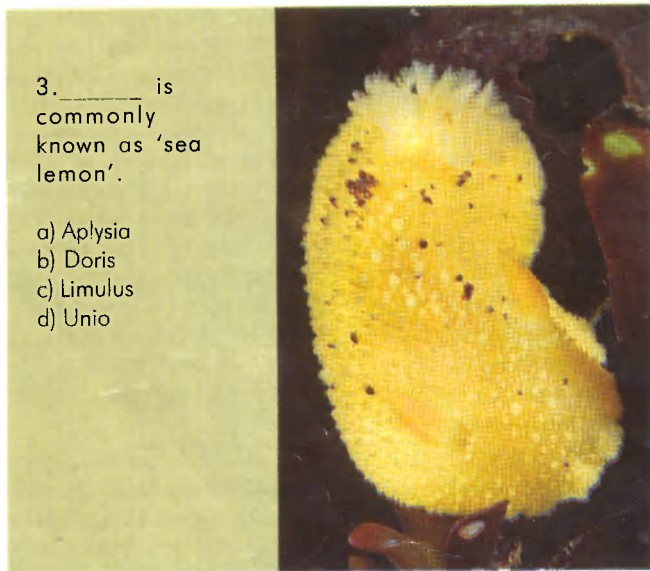 3. ______ is
commonly
known as 'sea
lemon'.
a) Aplysia
b) Doris
c) Limulus
d) Unio